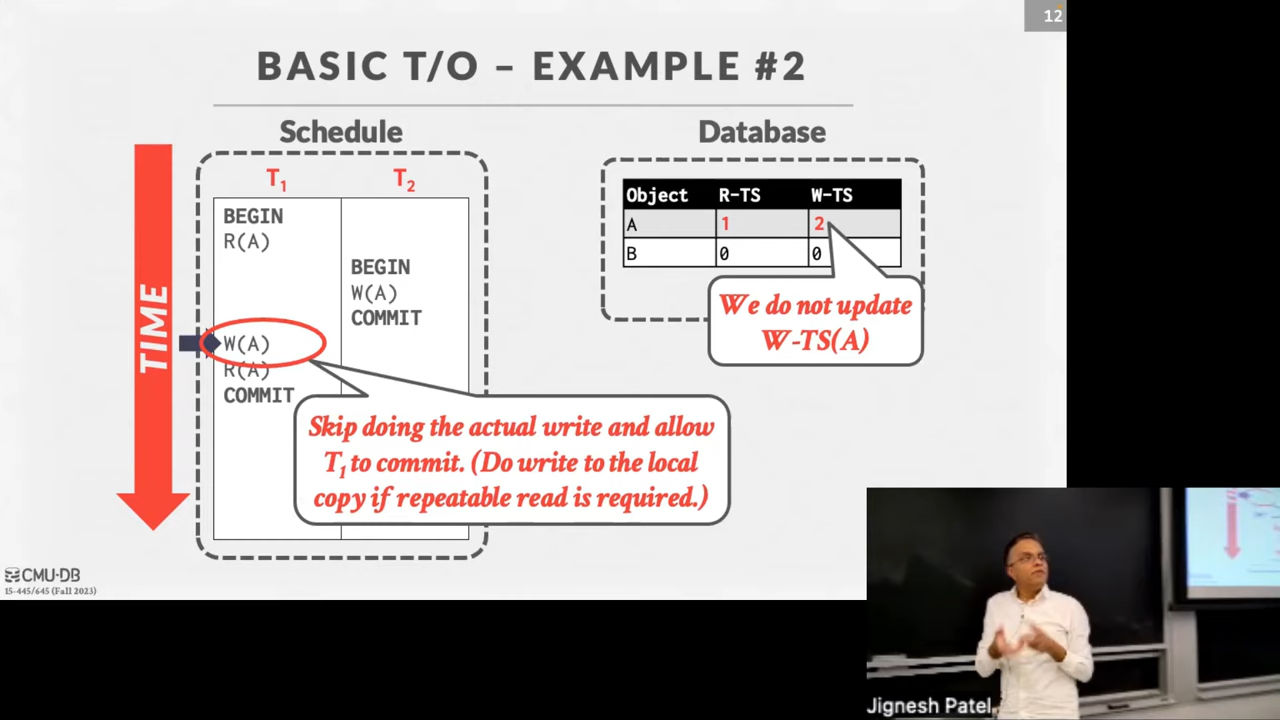 12
BASIC T/O – EXAMPLE #2
Schedule
Database
TIME
T1
T2
BEGIN
R(A)
BEGIN
W(A)
COMMIT
W(A)
R(A)
COMMIT
Object R-TS W-TS
A 1 2
B 0 0
We do not update
W-TS(A)
Skip doing the actual write and allow
T1 to commit. (Do write to the local
copy if repeatable read is required.)
CMU·DB
15-445/645 (Fall 2023)
Jignesh Patel